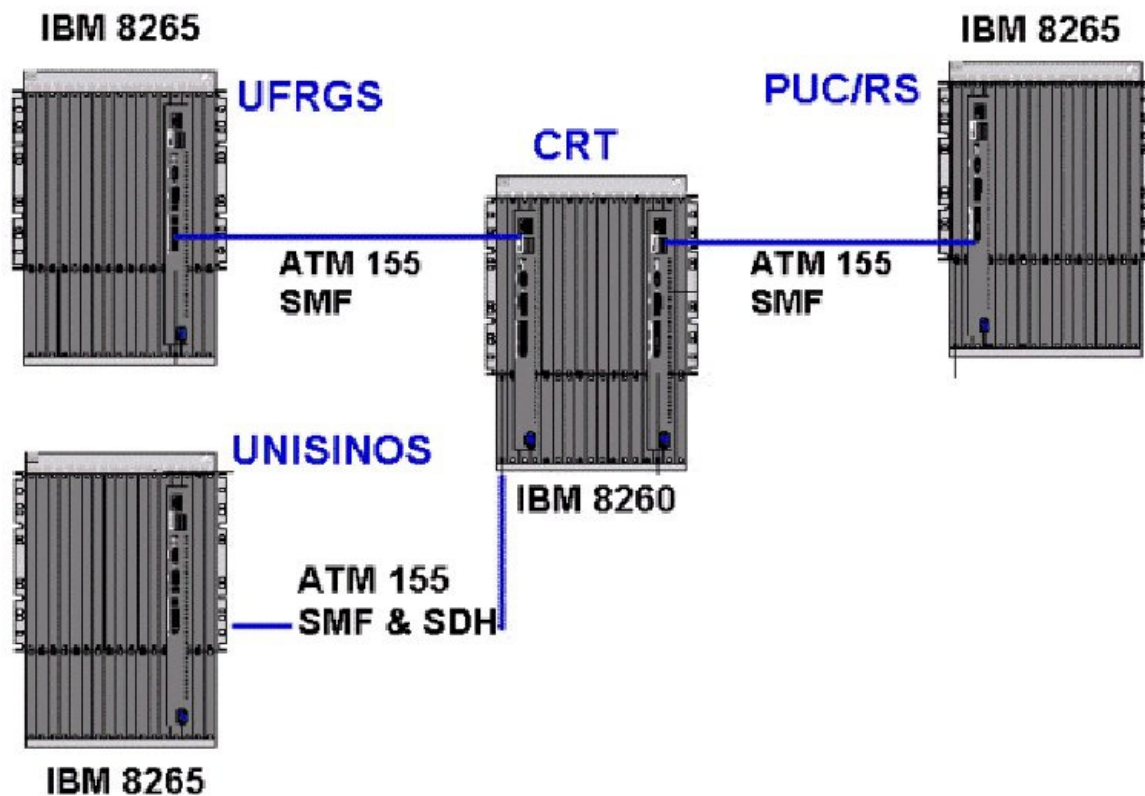 IBM 8265
IBM 8265
UFRGS
PUC/RS
CRT
ATM 155
SMF
ATM 155
SMF
UNISINOS
IBM 8260
ATM 155
SMF & SDH
IBM 8265